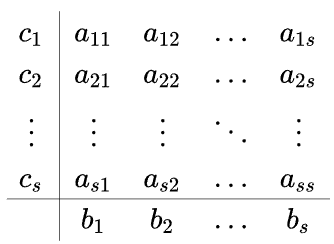 c₁ a₁₁ a₁₂ … a₁ₛ
c₂ a₂₁ a₂₂ … a₂ₛ
⋮ ⋮ ⋮ ⋱ ⋮
cₛ aₛ₁ aₛ₂ … aₛₛ
b₁ b₂ … bₛ